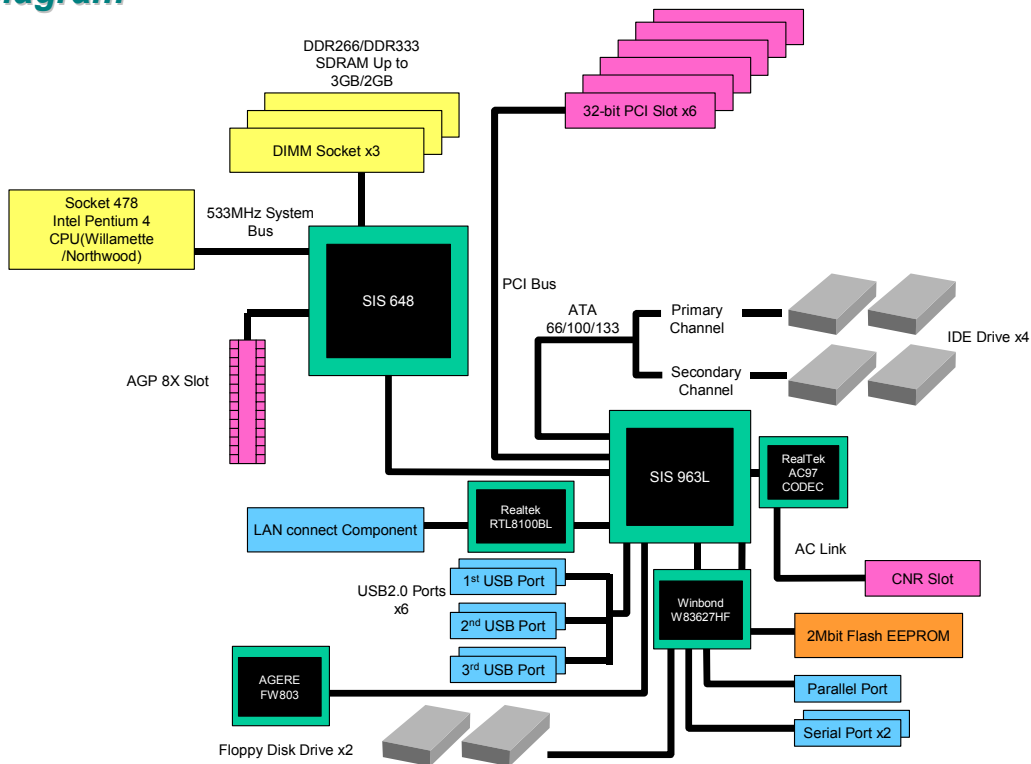 DDR266/DDR333
SDRAM Up to
3GB/2GB
32-bit PCI Slot x6
DIMM Socket x3
Socket 478
Intel Pentium 4
CPU(Willamette
/Northwood)
533MHz System
Bus
SIS 648
PCI Bus
ATA
66/100/133
Primary
Channel
IDE Drive x4
Secondary
Channel
AGP 8X Slot
SIS 963L
RealTek
AC97
CODEC
Realtek
RTL8100BL
LAN connect Component
AC Link
CNR Slot
USB2.0 Ports
x6
1st USB Port
2nd USB Port
3rd USB Port
Winbond
W83627HF
2Mbit Flash EEPROM
AGERE
FW803
Parallel Port
Serial Port x2
Floppy Disk Drive x2